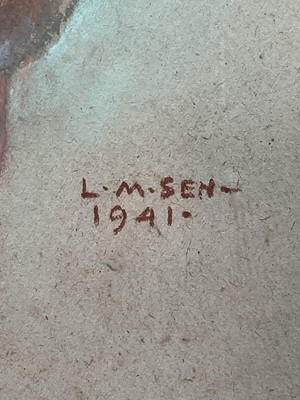 L. M. SEN-
1941.